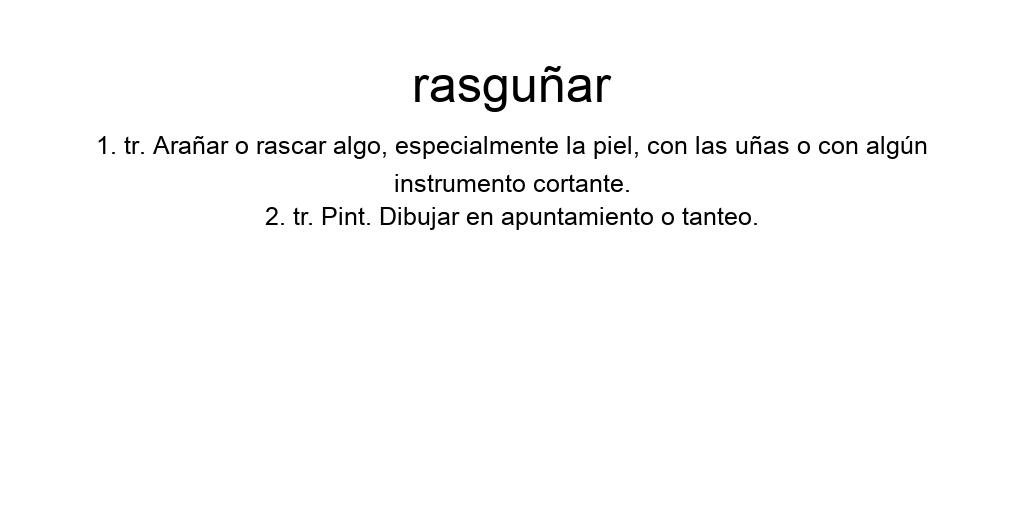 rasguñar
1. tr. Arañar o rascar algo, especialmente la piel, con las uñas o con algún
instrumento cortante.
2. tr. Pint. Dibujar en apuntamiento o tanteo.